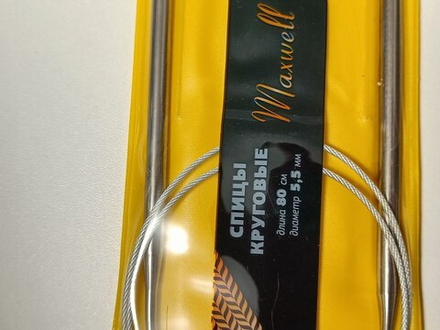 Maxwell
СПИЦЫ
КРУГОВЫЕ
длина 80 см
диаметр 5,5 мм